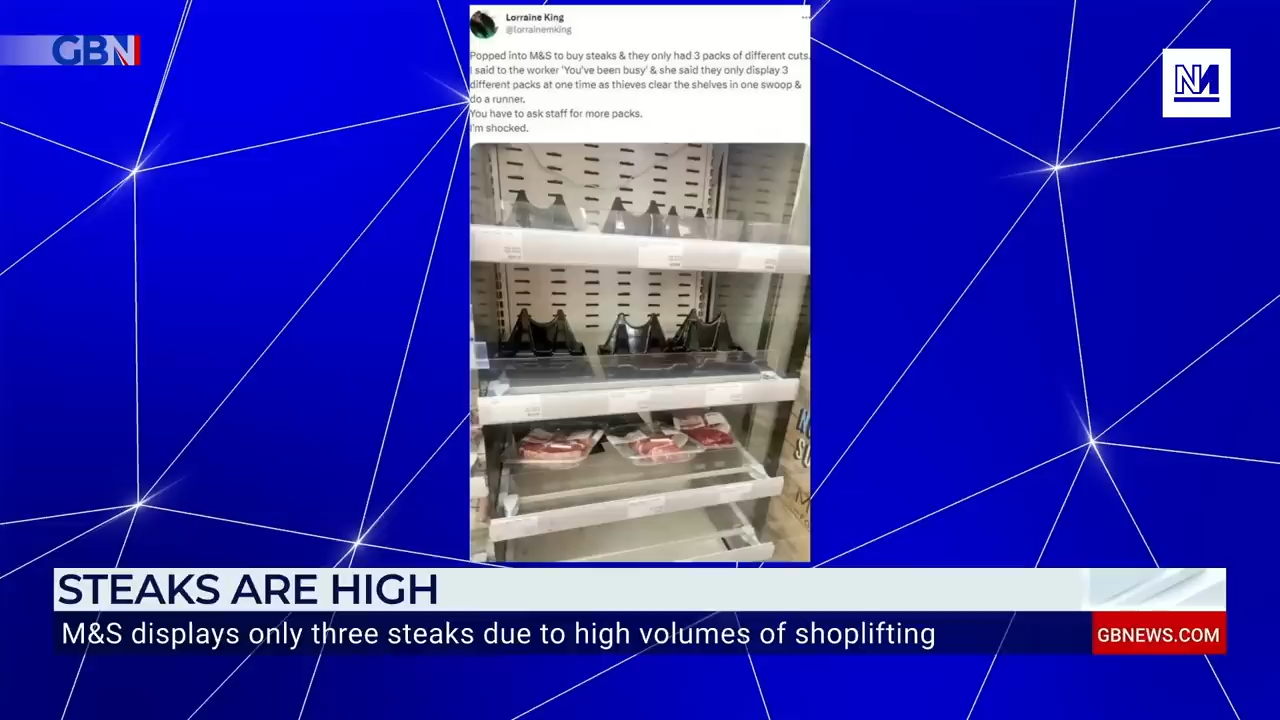 GBN
NM
Lorraine King
@lorrainemking
Popped into M&S to buy steaks & they only had 3 packs of different cuts.
I said to the worker 'You've been busy' & she said they only display 3
different packs at one time as thieves clear the shelves in one swoop &
do a runner.
You have to ask staff for more packs.
I'm shocked.
STEAKS ARE HIGH
M&S displays only three steaks due to high volumes of shoplifting
GBNEWS.COM